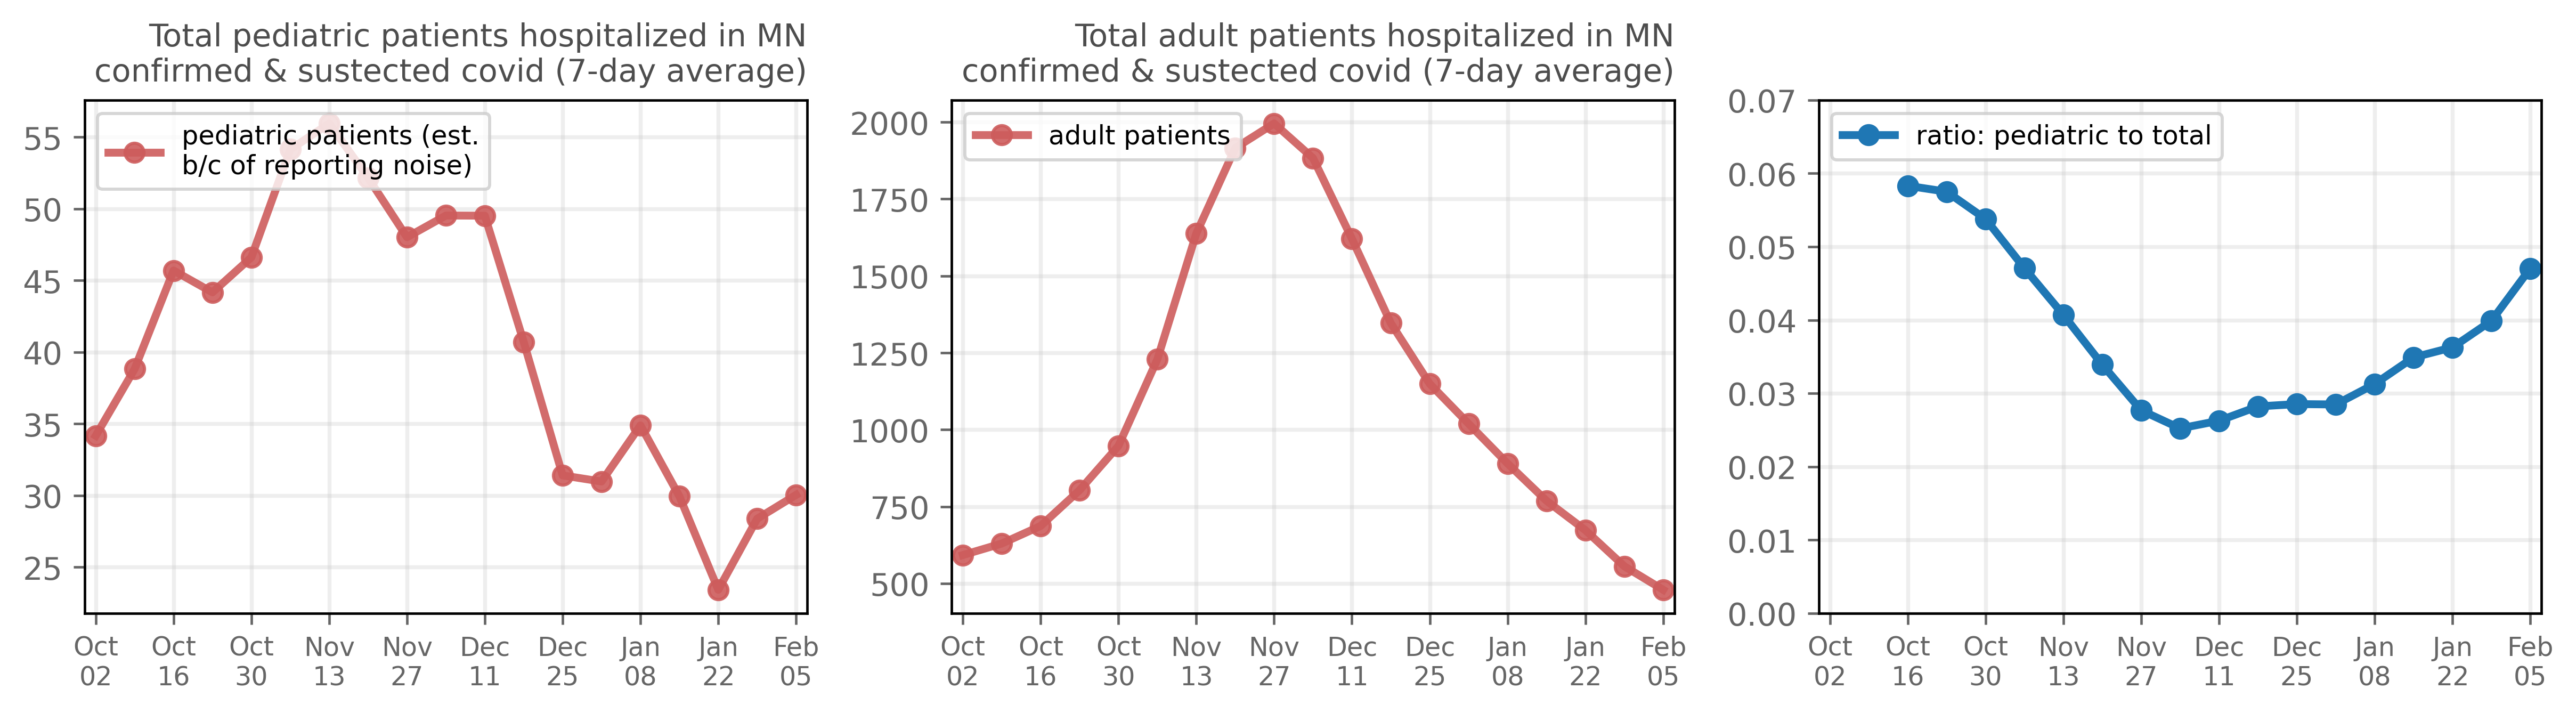 Total pediatric patients hospitalized in MN
confirmed & sustected covid (7-day average)
pediatric patients (est.
b/c of reporting noise)
55
50
45
40
35
30
25
Oct Oct Oct Nov Nov Dec Dec Jan Jan Feb
02 16 30 13 27 11 25 08 22 05
Total adult patients hospitalized in MN
confirmed & sustected covid (7-day average)
adult patients
2000
1750
1500
1250
1000
750
500
Oct Oct Oct Nov Nov Dec Dec Jan Jan Feb
02 16 30 13 27 11 25 08 22 05
ratio: pediatric to total
0.07
0.06
0.05
0.04
0.03
0.02
0.01
0.00
Oct Oct Oct Nov Nov Dec Dec Jan Jan Feb
02 16 30 13 27 11 25 08 22 05